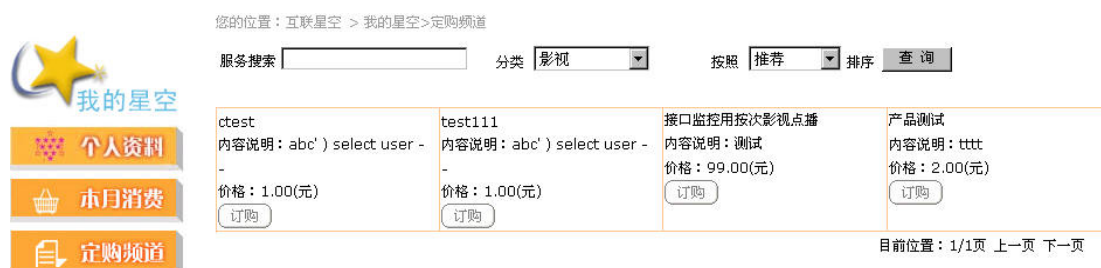 您的位置：互联星空 > 我的星空>定购频道
服务搜索 分类 影视 按照 推荐 排序 查 询
我的星空
个人资料
本月消费
定购频道
ctest
内容说明：abc' ) select user -
-
价格：1.00(元)
订购
test111
内容说明：abc' ) select user -
-
价格：1.00(元)
订购
接口监控用按次影视点播
内容说明：测试
价格：99.00(元)
订购
产品测试
内容说明：tttt
价格：2.00(元)
订购
目前位置：1/1页 上一页 下一页